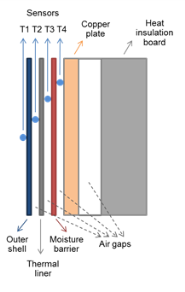 Sensors
T1 T2 T3 T4
Copper
plate
Heat
insulation
board
Outer
shell
Moisture
barrier
Air gaps
Thermal
liner